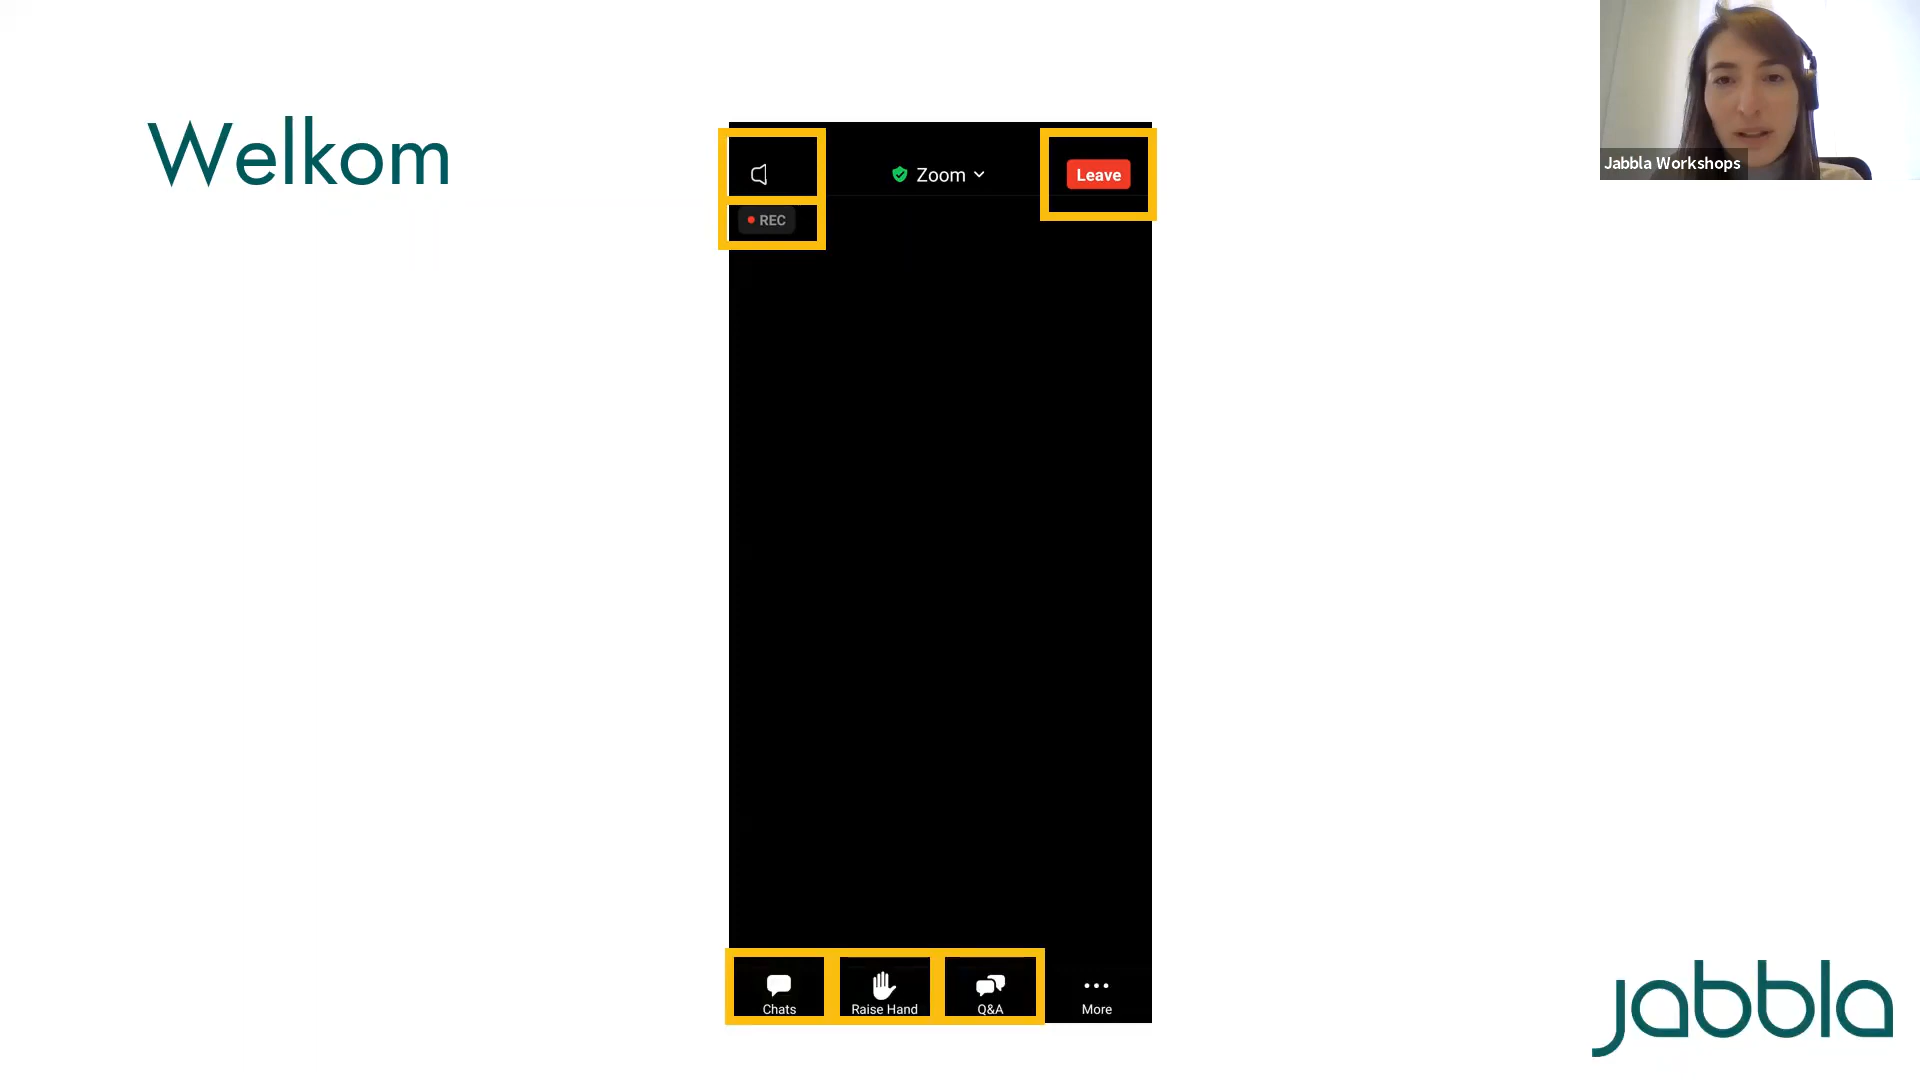 Welkom
Zoom
Leave
REC
Jabbla Workshops
Chats
Raise Hand
Q&A
More
jabbla